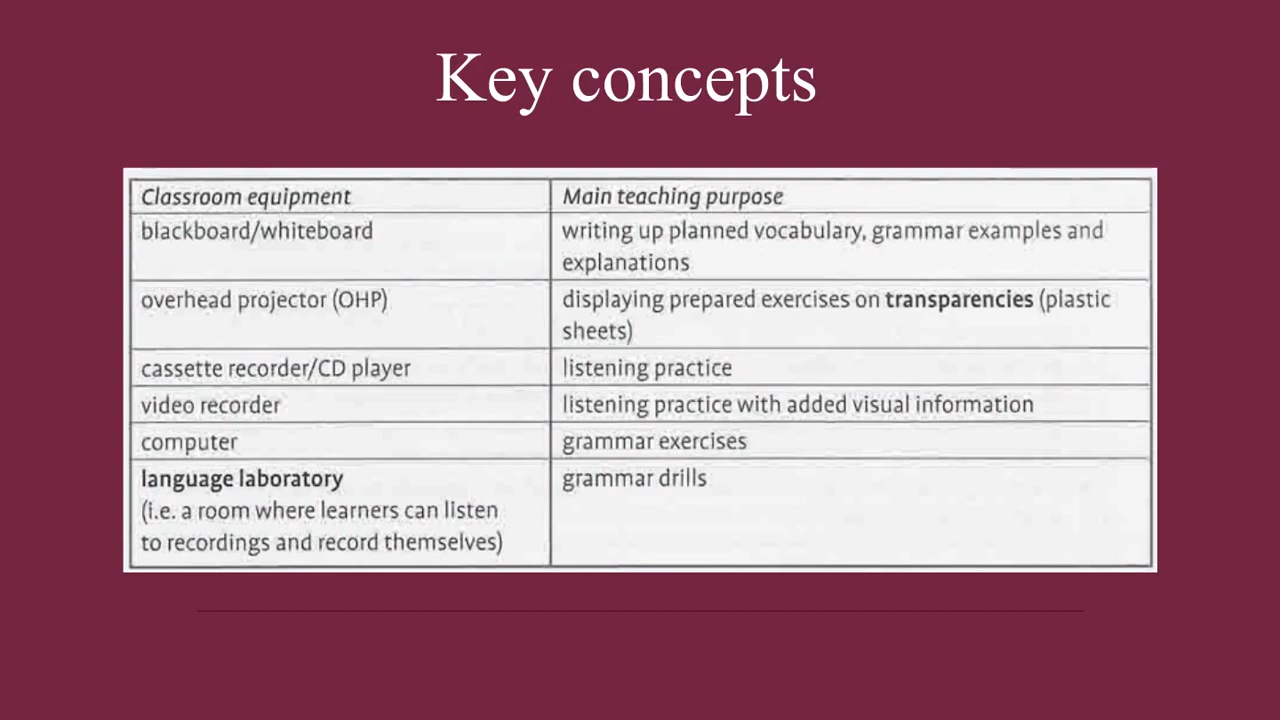 Key concepts
Classroom equipment
Main teaching purpose
blackboard/whiteboard
writing up planned vocabulary, grammar examples and
explanations
overhead projector (OHP)
displaying prepared exercises on transparencies (plastic
sheets)
cassette recorder/CD player
listening practice
video recorder
listening practice with added visual information
computer
grammar exercises
language laboratory
(i.e. a room where learners can listen
to recordings and record themselves)
grammar drills